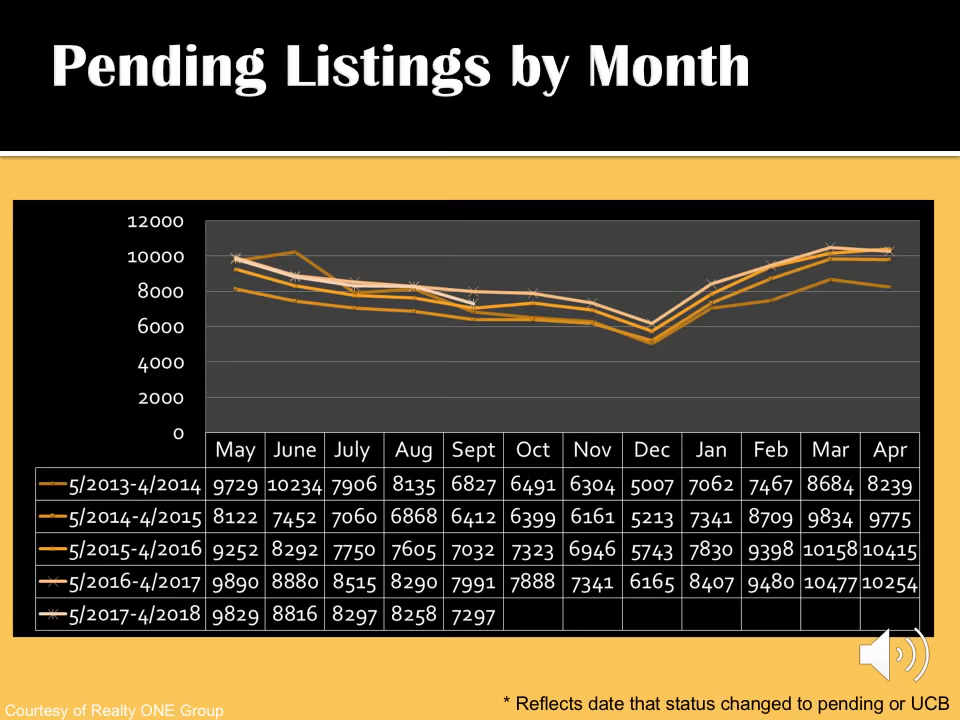 Pending Listings by Month
12000
10000
8000
6000
4000
2000
0
May June July Aug Sept Oct Nov Dec Jan Feb Mar Apr
5/2013-4/2014 9729 10234 7906 8135 6827 6491 6304 5007 7062 7467 8684 8239
5/2014-4/2015 8122 7452 7060 6868 6412 6399 6161 5213 7341 8709 9834 9775
5/2015-4/2016 9252 8292 7750 7605 7032 7323 6946 5743 7830 9398 10158 10415
5/2016-4/2017 9890 8880 8515 8290 7991 7888 7341 6165 8407 9480 10477 10254
5/2017-4/2018 9829 8816 8297 8258 7297
* Reflects date that status changed to pending or UCB
Courtesy of Realty ONE Group